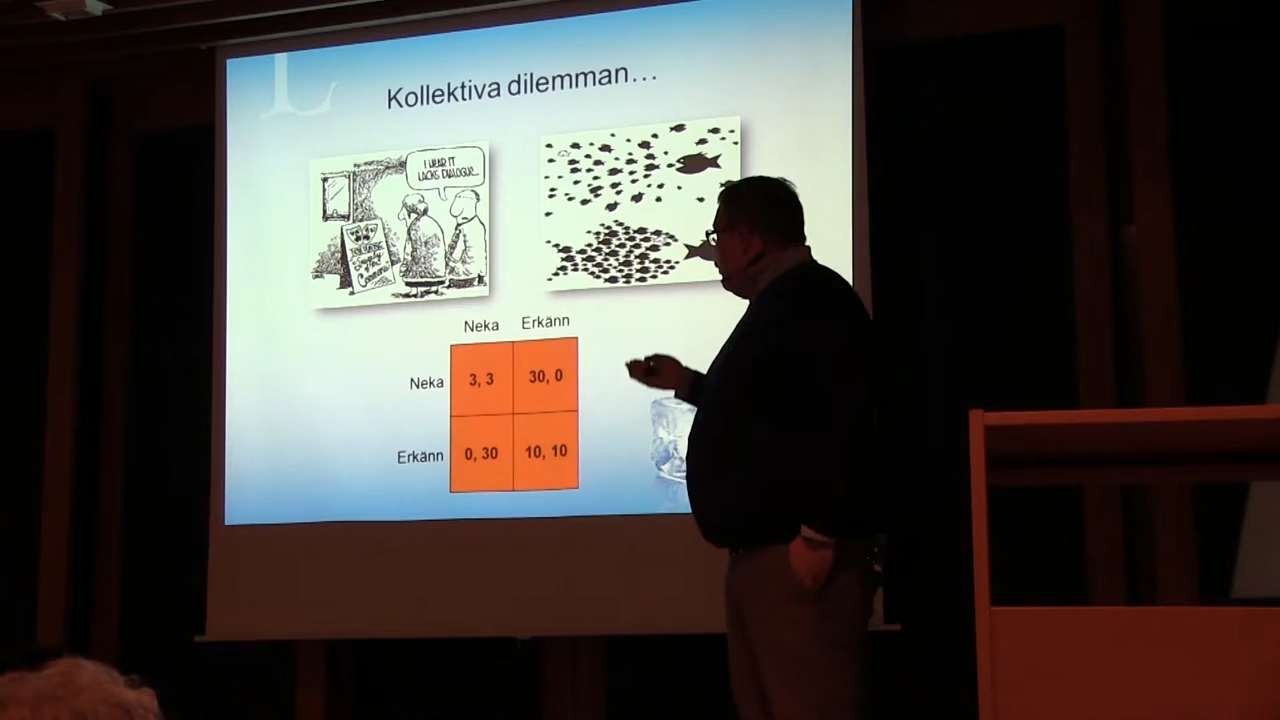 L
Kollektiva dilemman...
I HEAR IT
LACKS DIALOGUE...
Neka Erkänn
Neka 3, 3 30, 0
Erkänn 0, 30 10, 10